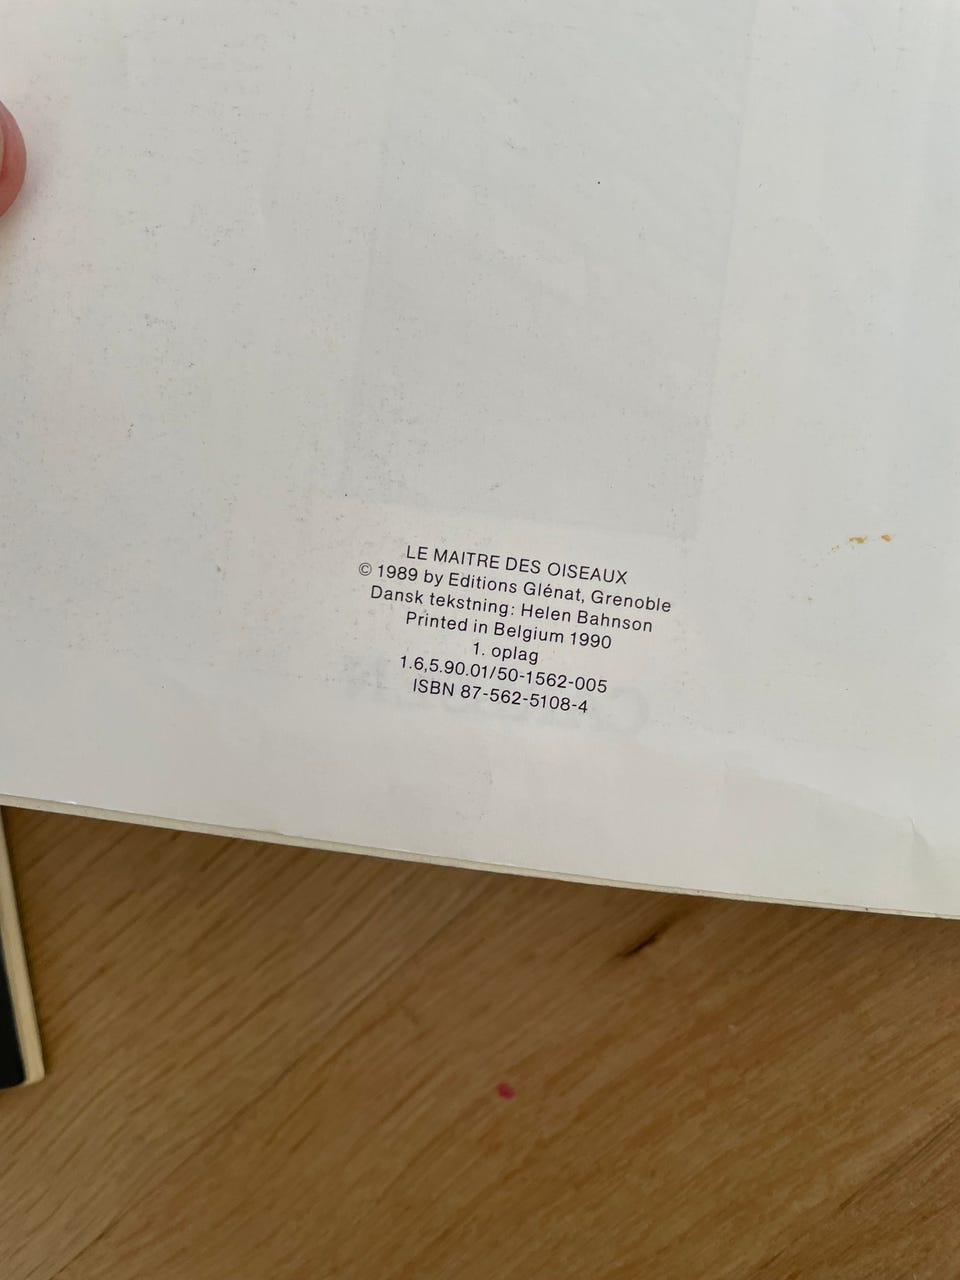 LE MAITRE DES OISEAUX
© 1989 by Editions Glénat, Grenoble
Dansk tekstning: Helen Bahnson
Printed in Belgium 1990
1. oplag
1.6,5.90.01/50-1562-005
ISBN 87-562-5108-4